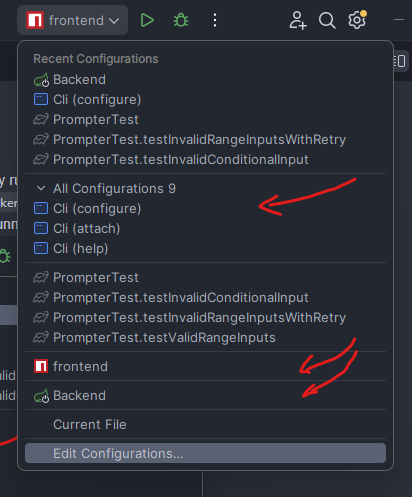 frontend
Recent Configurations
Backend
Cli (configure)
PrompterTest
PrompterTest.testInvalidRangeInputsWithRetry
PrompterTest.testInvalidConditionalInput
All Configurations 9
Cli (configure)
Cli (attach)
Cli (help)
PrompterTest
PrompterTest.testInvalidConditionalInput
PrompterTest.testInvalidRangeInputsWithRetry
PrompterTest.testValidRangeInputs
frontend
Backend
Current File
Edit Configurations...